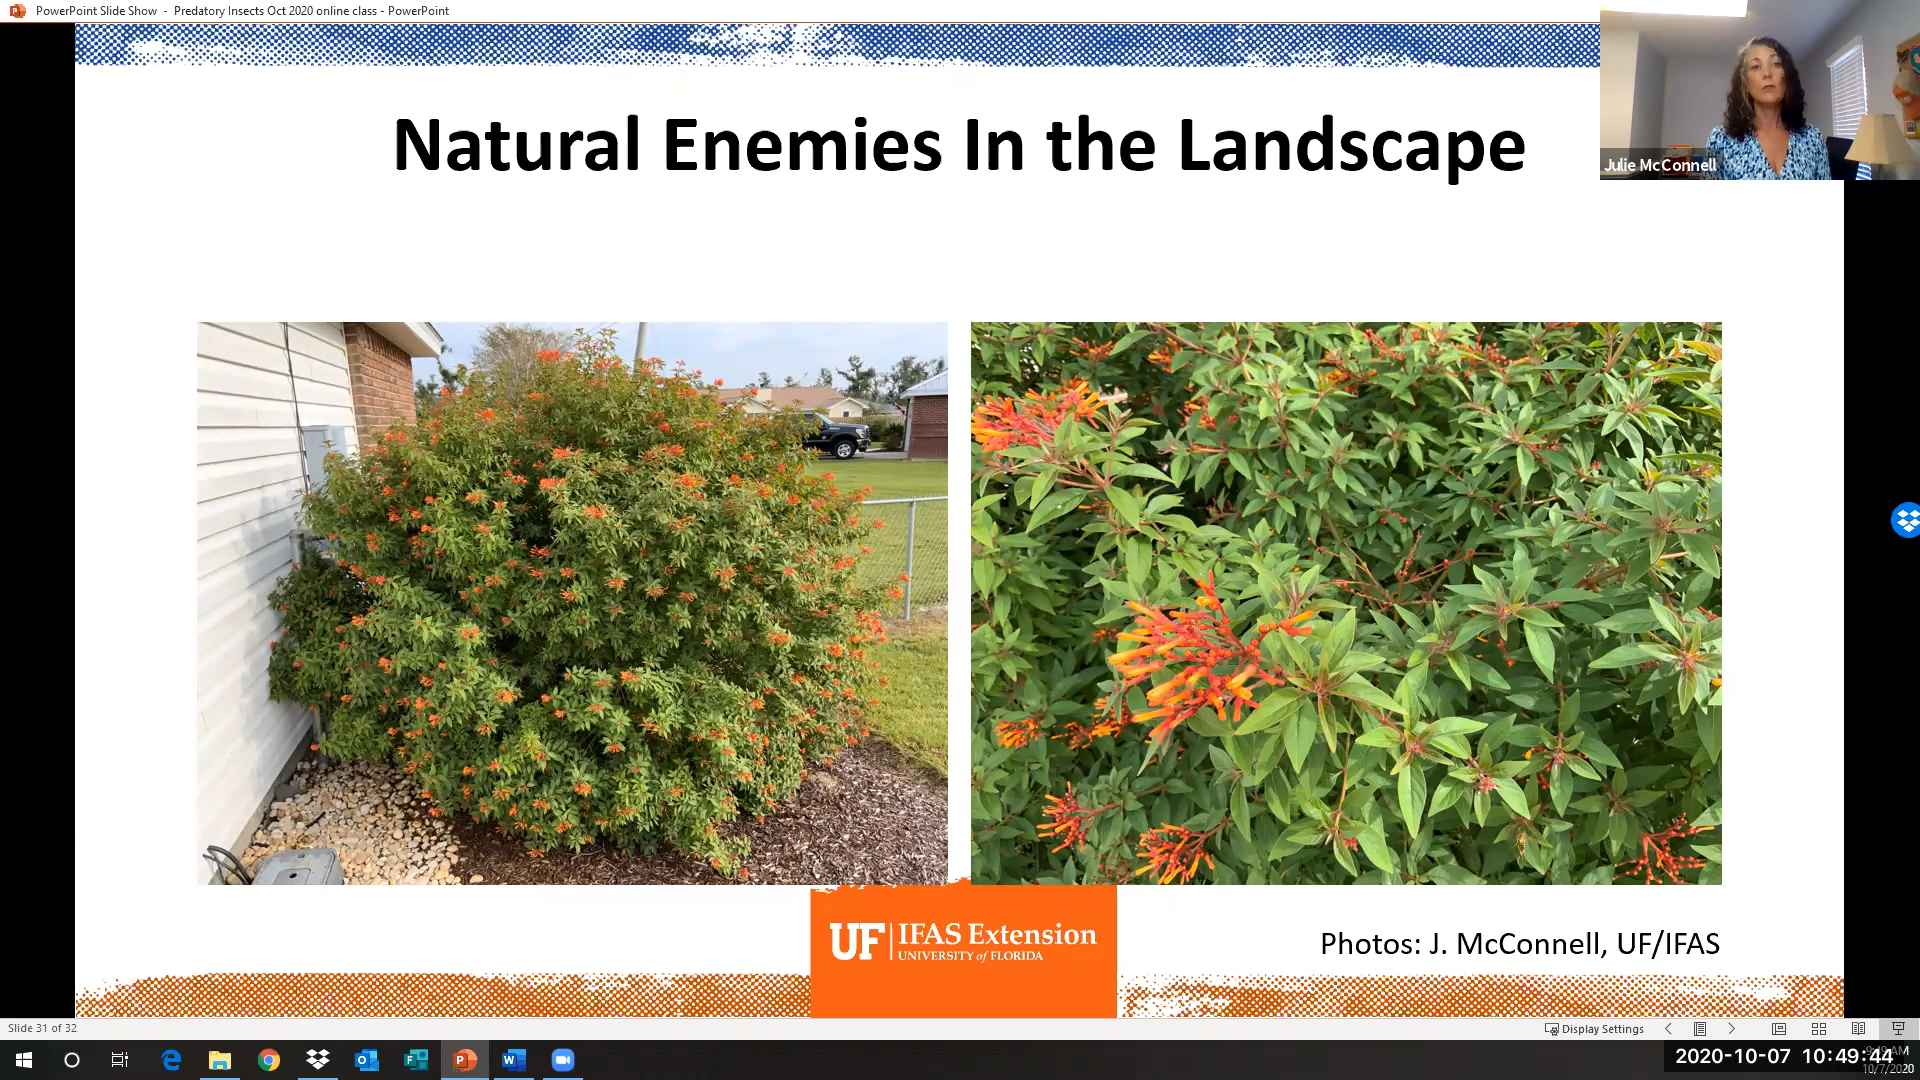 PowerPoint Slide Show - Predatory Insects Oct 2020 online class - PowerPoint
Natural Enemies In the Landscape
Julie McConnell
UF IFAS Extension
UNIVERSITY of FLORIDA
Photos: J. McConnell, UF/IFAS
Slide 31 of 32
Display Settings
2020-10-07 10:49:44
10/7/2020